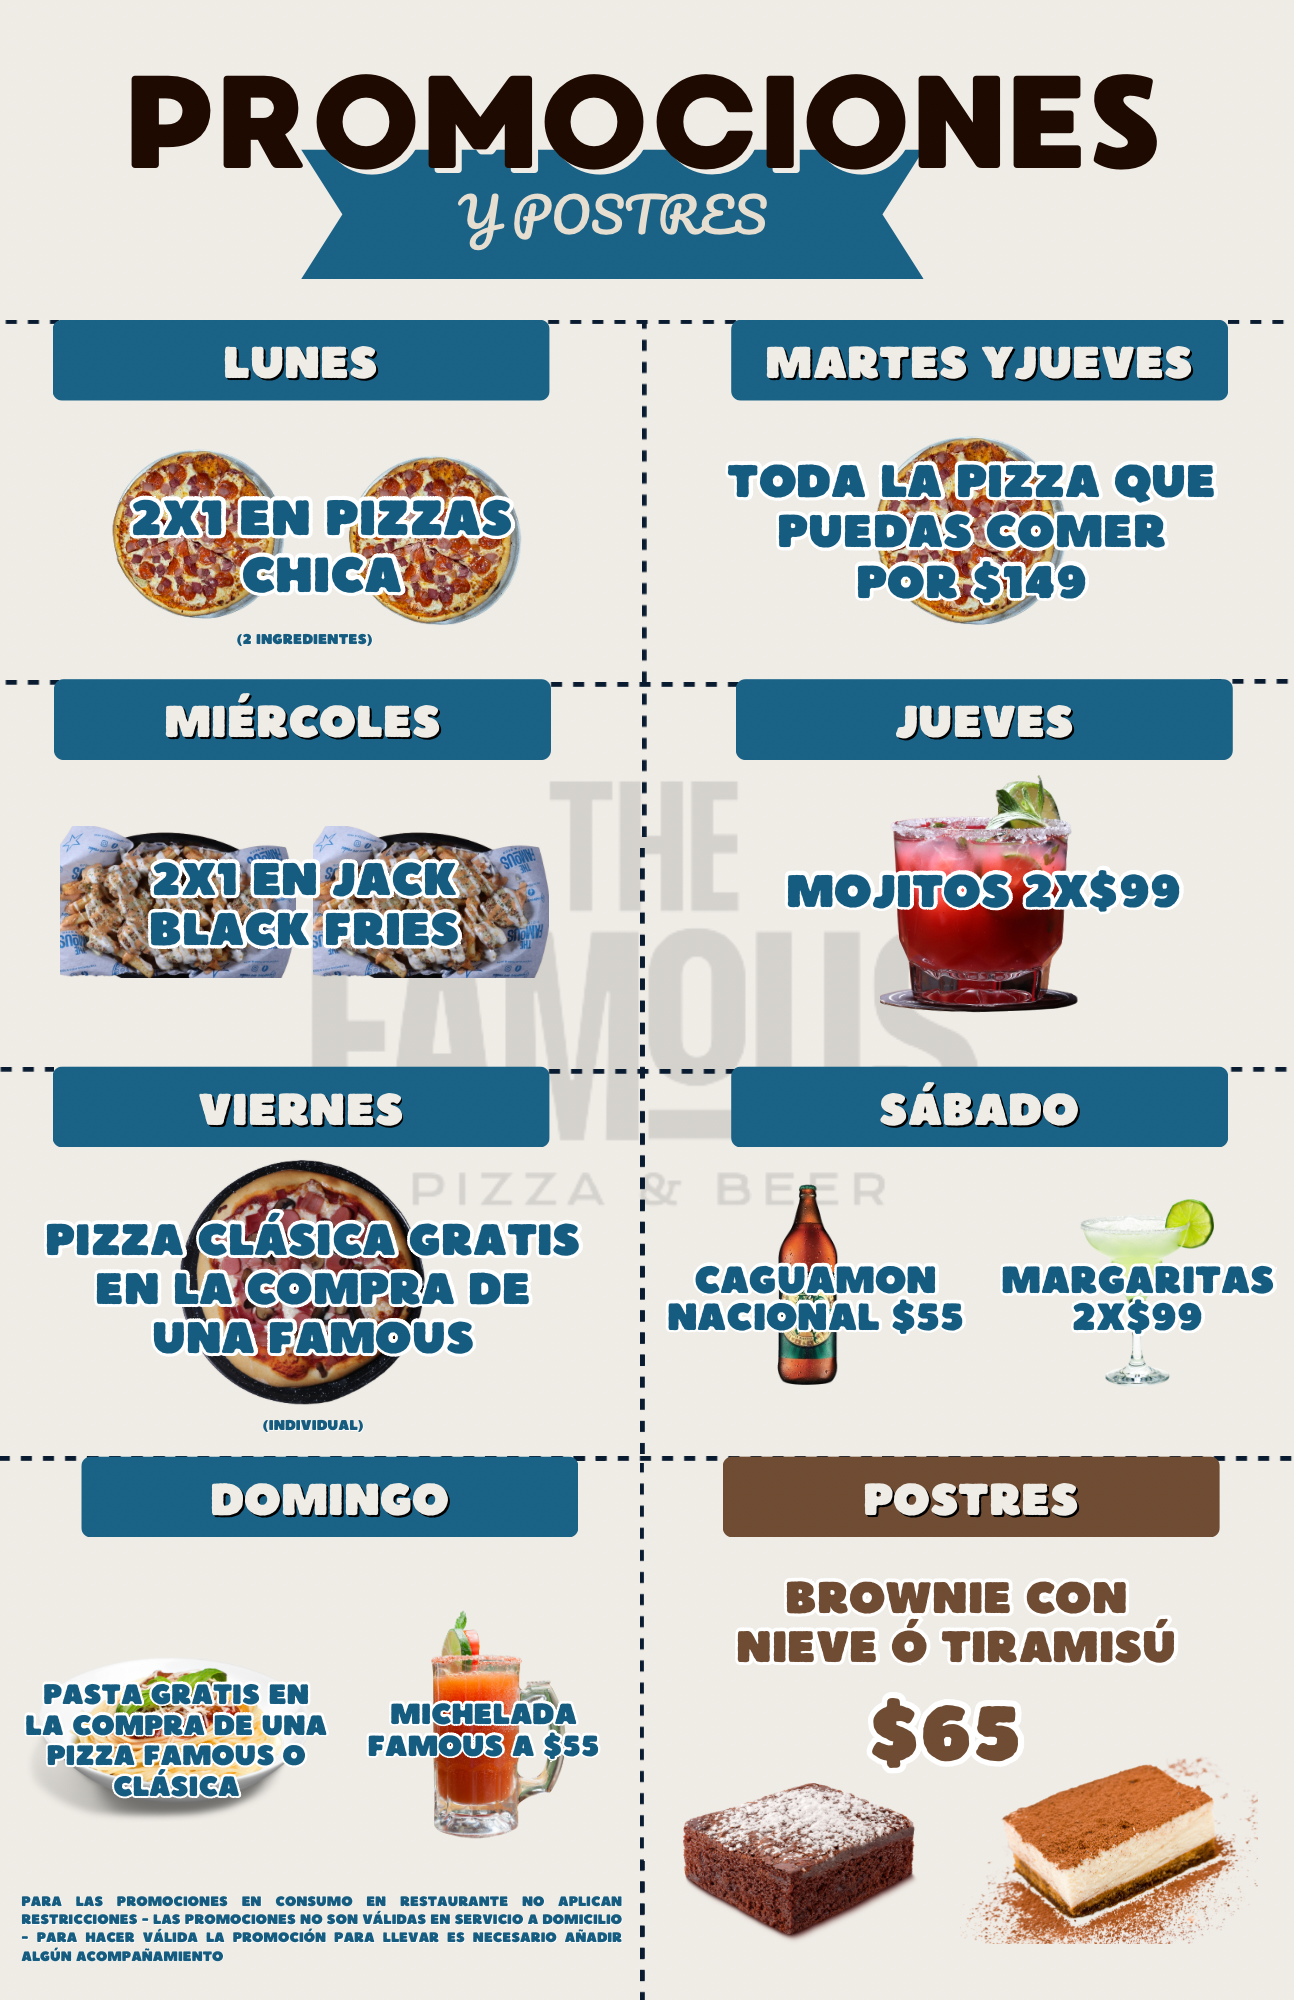 PROMOCIONES
Y POSTRES
LUNES
2X1 EN PIZZAS
CHICA
(2 INGREDIENTES)
MARTES YJUEVES
TODA LA PIZZA QUE
PUEDAS COMER
POR $149
MIÉRCOLES
2X1 EN JACK
BLACK FRIES
JUEVES
MOJITOS 2X$99
THE
FAMOUS
PIZZA & BEER
VIERNES
PIZZA CLÁSICA GRATIS
EN LA COMPRA DE
UNA FAMOUS
(INDIVIDUAL)
SÁBADO
CAGUAMON
NACIONAL $55
MARGARITAS
2X$99
DOMINGO
PASTA GRATIS EN
LA COMPRA DE UNA
PIZZA FAMOUS O
CLÁSICA
MICHELADA
FAMOUS A $55
PARA LAS PROMOCIONES EN CONSUMO EN RESTAURANTE NO APLICAN
RESTRICCIONES - LAS PROMOCIONES NO SON VÁLIDAS EN SERVICIO A DOMICILIO
- PARA HACER VÁLIDA LA PROMOCIÓN PARA LLEVAR ES NECESARIO AÑADIR
ALGÚN ACOMPAÑAMIENTO
POSTRES
BROWNIE CON
NIEVE Ó TIRAMISÚ
$65